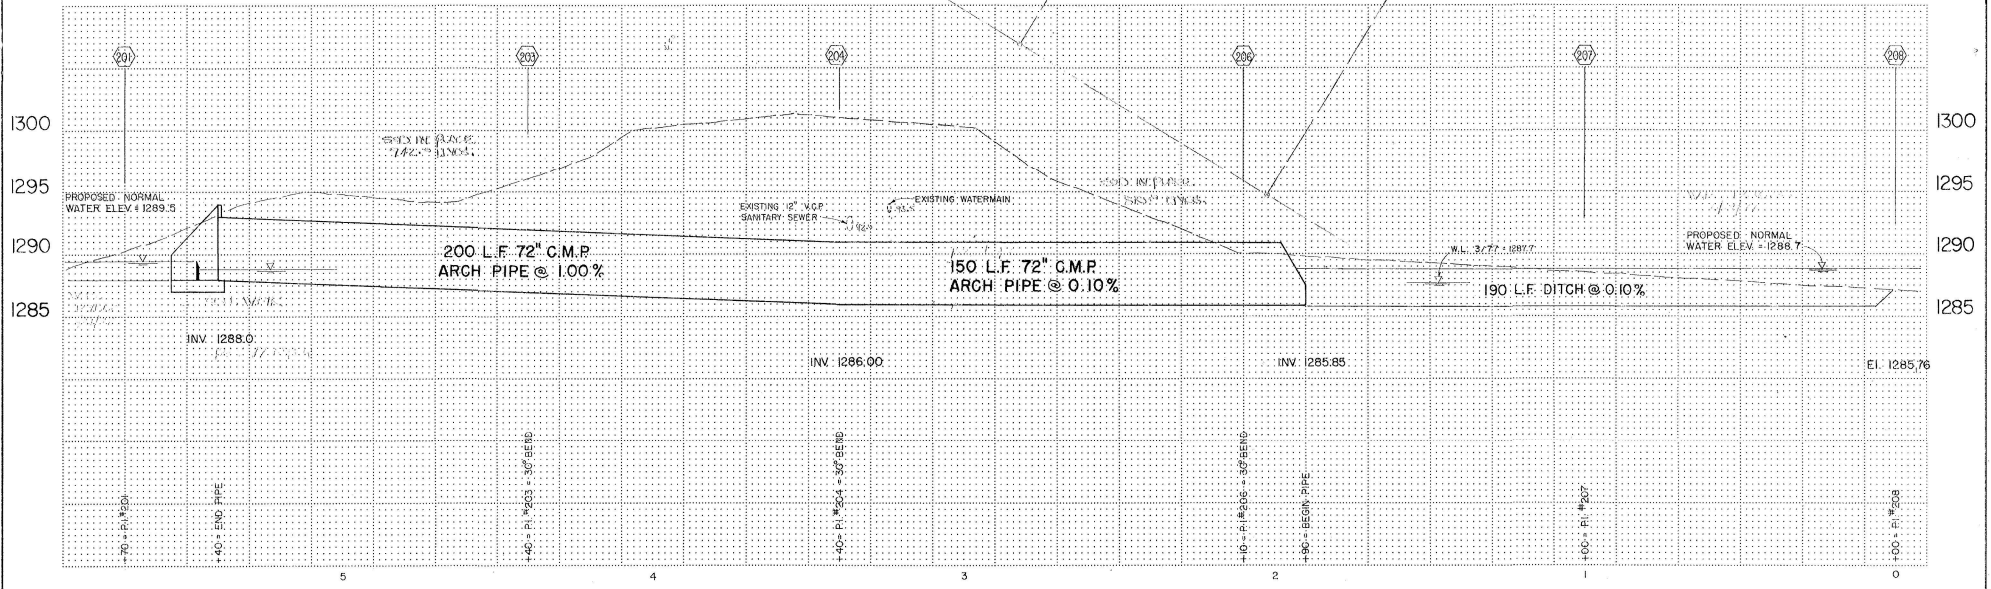 201
203
204
206
207
208
1300
1300
1295
1295
1290
1290
1285
1285
PROPOSED NORMAL
WATER ELEV. = 1289.5
EXISTING 12" V.C.P.
SANITARY SEWER
EXISTING WATERMAIN
200 L.F. 72" C.M.P.
ARCH PIPE @ 1.00%
150 L.F. 72" C.M.P.
ARCH PIPE @ 0.10%
W.L. 3/77 = 1287.7
PROPOSED NORMAL
WATER ELEV. = 1288.7
190 L.F. DITCH @ 0.10%
INV. 1288.0
INV. 1286.00
INV. 1285.85
El. 1285.76
+70 = P.I. #201
+40 = END PIPE
+40 = P.I. #203 = 30° BEND
+40 = P.I. #204 = 30° BEND
+10 = P.I. #206 = 30° BEND
+90 = BEGIN PIPE
+00 = P.I. #207
+00 = P.I. #208
5
4
3
2
1
0